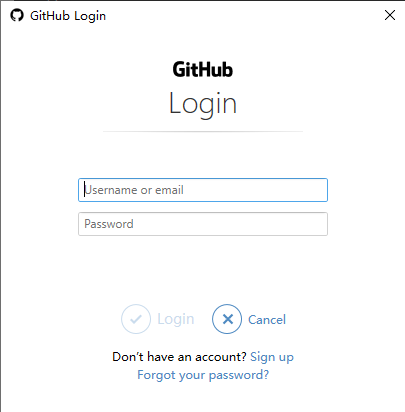 GitHub Login
GitHub
Login
Username or email
Password
Login Cancel
Don't have an account? Sign up
Forgot your password?